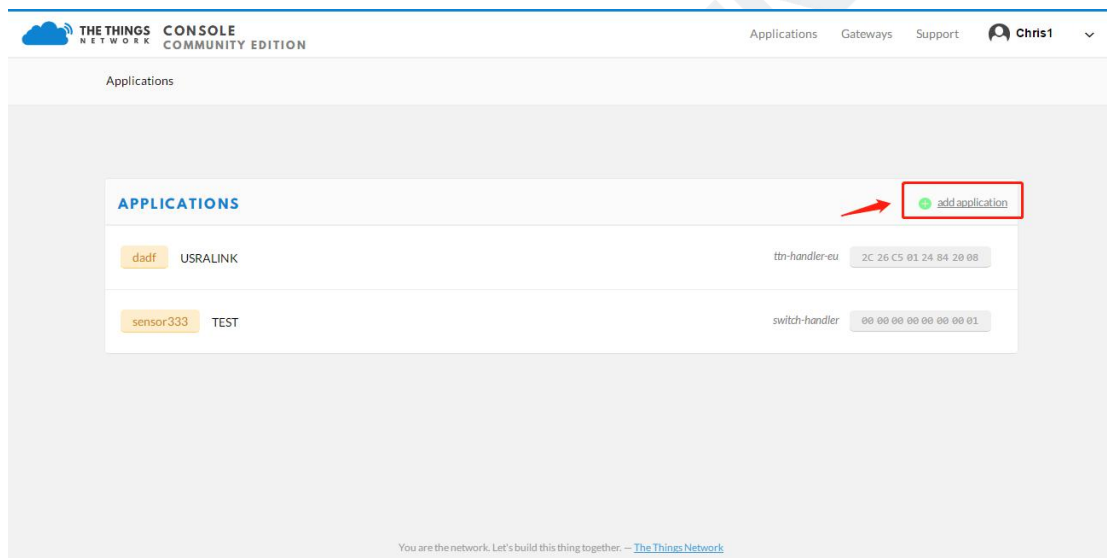 THE THINGS NETWORK CONSOLE COMMUNITY EDITION
Applications Gateways Support Chris1
Applications
APPLICATIONS
add application
dadf USRALINK ttn-handler-eu 2C 26 C5 01 24 84 20 08
sensor333 TEST switch-handler 00 00 00 00 00 00 00 01
You are the network. Let's build this thing together. — The Things Network